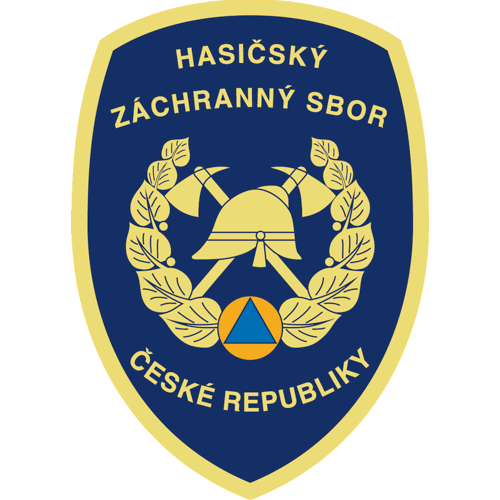 HASIČSKÝ
ZÁCHRANNÝ SBOR
ČESKÉ REPUBLIKY